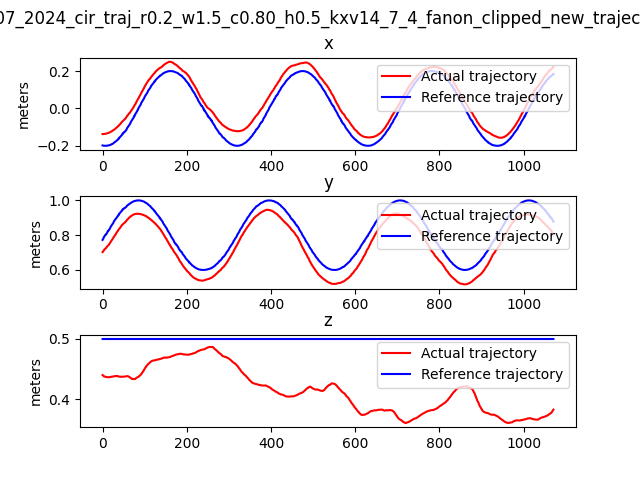 07_2024_cir_traj_r0.2_w1.5_c0.80_h0.5_kxv14_7_4_fanon_clipped_new_trajec
x
meters
0.2
0.0
−0.2
Actual trajectory
Reference trajectory
0 200 400 600 800 1000
y
meters
1.0
0.8
0.6
Actual trajectory
Reference trajectory
0 200 400 600 800 1000
z
meters
0.5
0.4
Actual trajectory
Reference trajectory
0 200 400 600 800 1000